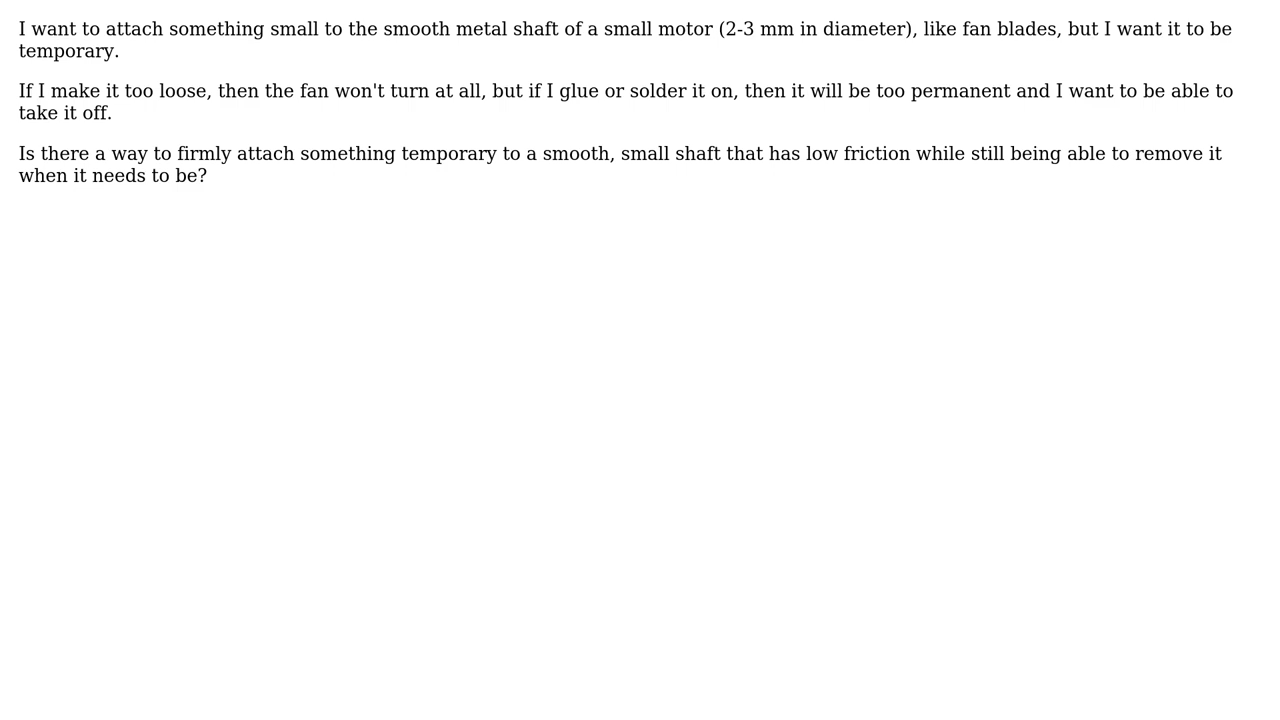 I want to attach something small to the smooth metal shaft of a small motor (2-3 mm in diameter), like fan blades, but I want it to be
temporary.
If I make it too loose, then the fan won't turn at all, but if I glue or solder it on, then it will be too permanent and I want to be able to
take it off.
Is there a way to firmly attach something temporary to a smooth, small shaft that has low friction while still being able to remove it
when it needs to be?